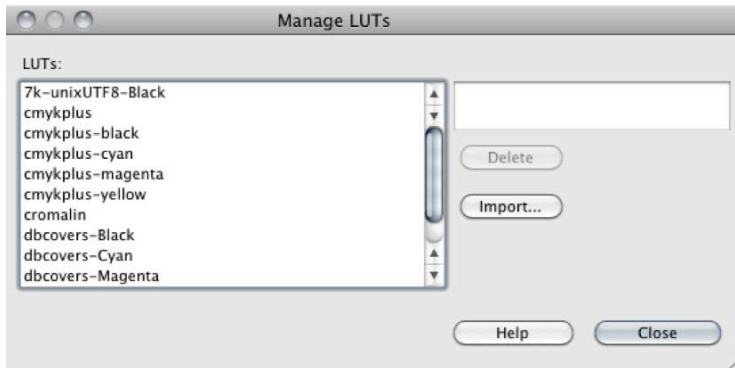 Manage LUTs
LUTs:
7k-unixUTF8-Black
cmykplus
cmykplus-black
cmykplus-cyan
cmykplus-magenta
cmykplus-yellow
cromalin
dbcovers-Black
dbcovers-Cyan
dbcovers-Magenta
Delete
Import...
Help
Close